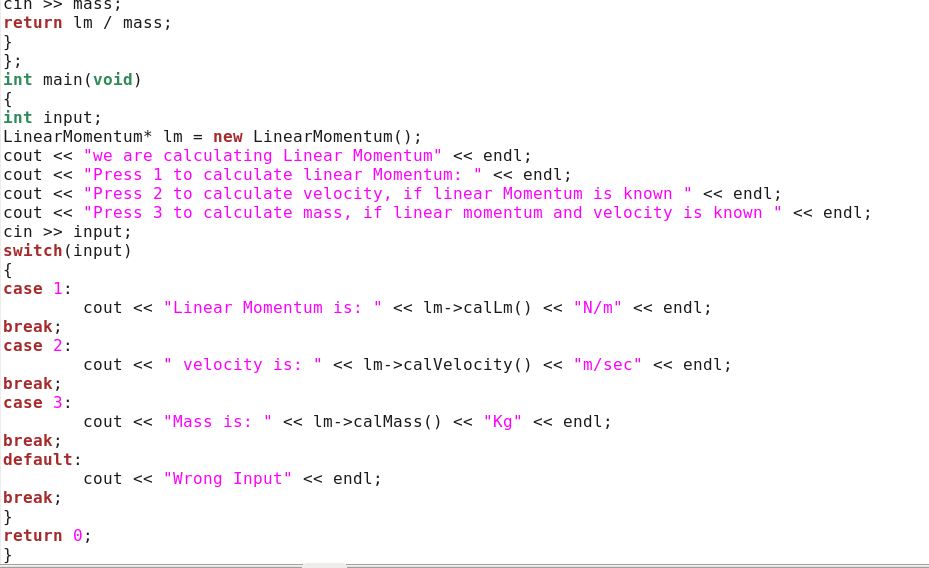 cin >> mass;
return lm / mass;
}
};
int main(void)
{
int input;
LinearMomentum* lm = new LinearMomentum();
cout << "we are calculating Linear Momentum" << endl;
cout << "Press 1 to calculate linear Momentum: " << endl;
cout << "Press 2 to calculate velocity, if linear Momentum is known " << endl;
cout << "Press 3 to calculate mass, if linear momentum and velocity is known " << endl;
cin >> input;
switch(input)
{
case 1:
        cout << "Linear Momentum is: " << lm->calLm() << "N/m" << endl;
break;
case 2:
        cout << " velocity is: " << lm->calVelocity() << "m/sec" << endl;
break;
case 3:
        cout << "Mass is: " << lm->calMass() << "Kg" << endl;
break;
default:
        cout << "Wrong Input" << endl;
break;
}
return 0;
}